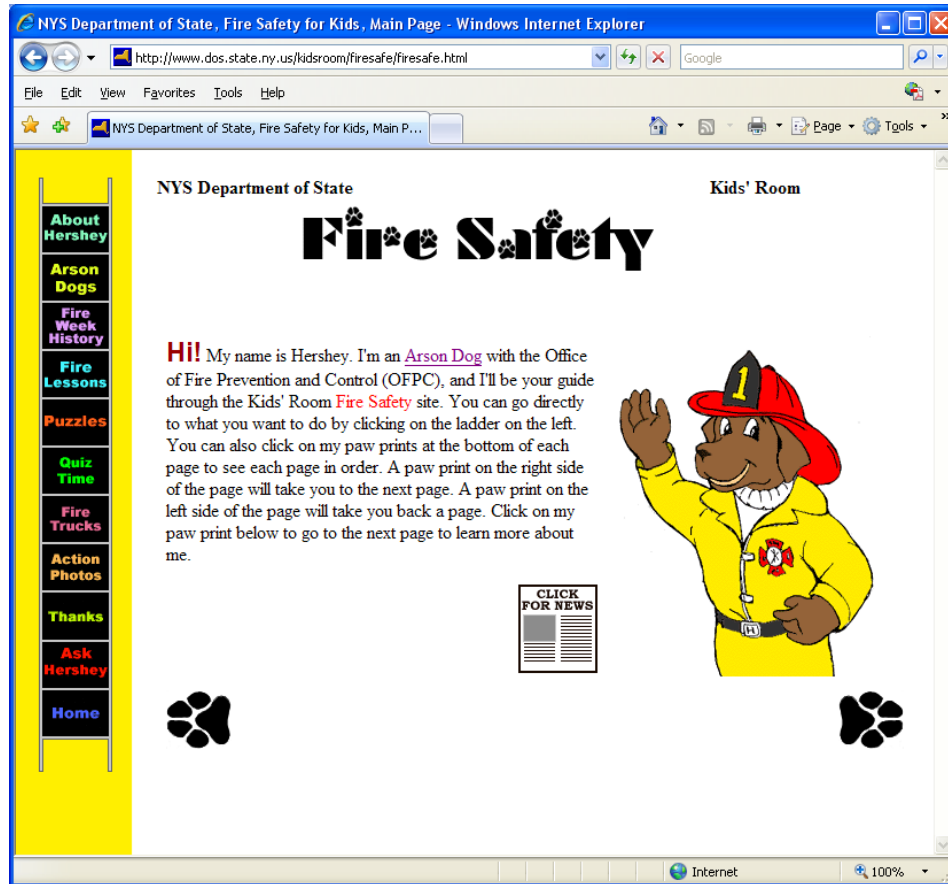 NYS Department of State, Fire Safety for Kids, Main Page - Windows Internet Explorer
http://www.dos.state.ny.us/kidsroom/firesafe/firesafe.html
Google
File Edit View Favorites Tools Help
NYS Department of State, Fire Safety for Kids, Main P...
Page Tools
NYS Department of State
Kids' Room
Fire Safety
About
Hershey
Arson
Dogs
Fire
Week
History
Fire
Lessons
Puzzles
Quiz
Time
Fire
Trucks
Action
Photos
Thanks
Ask
Hershey
Home
Hi! My name is Hershey. I'm an Arson Dog with the Office
of Fire Prevention and Control (OFPC), and I'll be your guide
through the Kids' Room Fire Safety site. You can go directly
to what you want to do by clicking on the ladder on the left.
You can also click on my paw prints at the bottom of each
page to see each page in order. A paw print on the right side
of the page will take you to the next page. A paw print on the
left side of the page will take you back a page. Click on my
paw print below to go to the next page to learn more about
me.
1
H
CLICK
FOR NEWS
Internet
100%